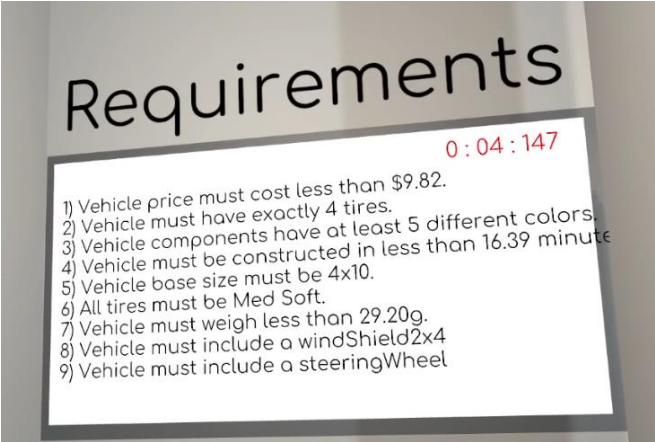 Requirements
0 : 04 : 147
1) Vehicle price must cost less than $9.82.
2) Vehicle must have exactly 4 tires.
3) Vehicle components have at least 5 different colors.
4) Vehicle must be constructed in less than 16.39 minute
5) Vehicle base size must be 4x10.
6) All tires must be Med Soft.
7) Vehicle must weigh less than 29.20g.
8) Vehicle must include a windShield2x4
9) Vehicle must include a steeringWheel